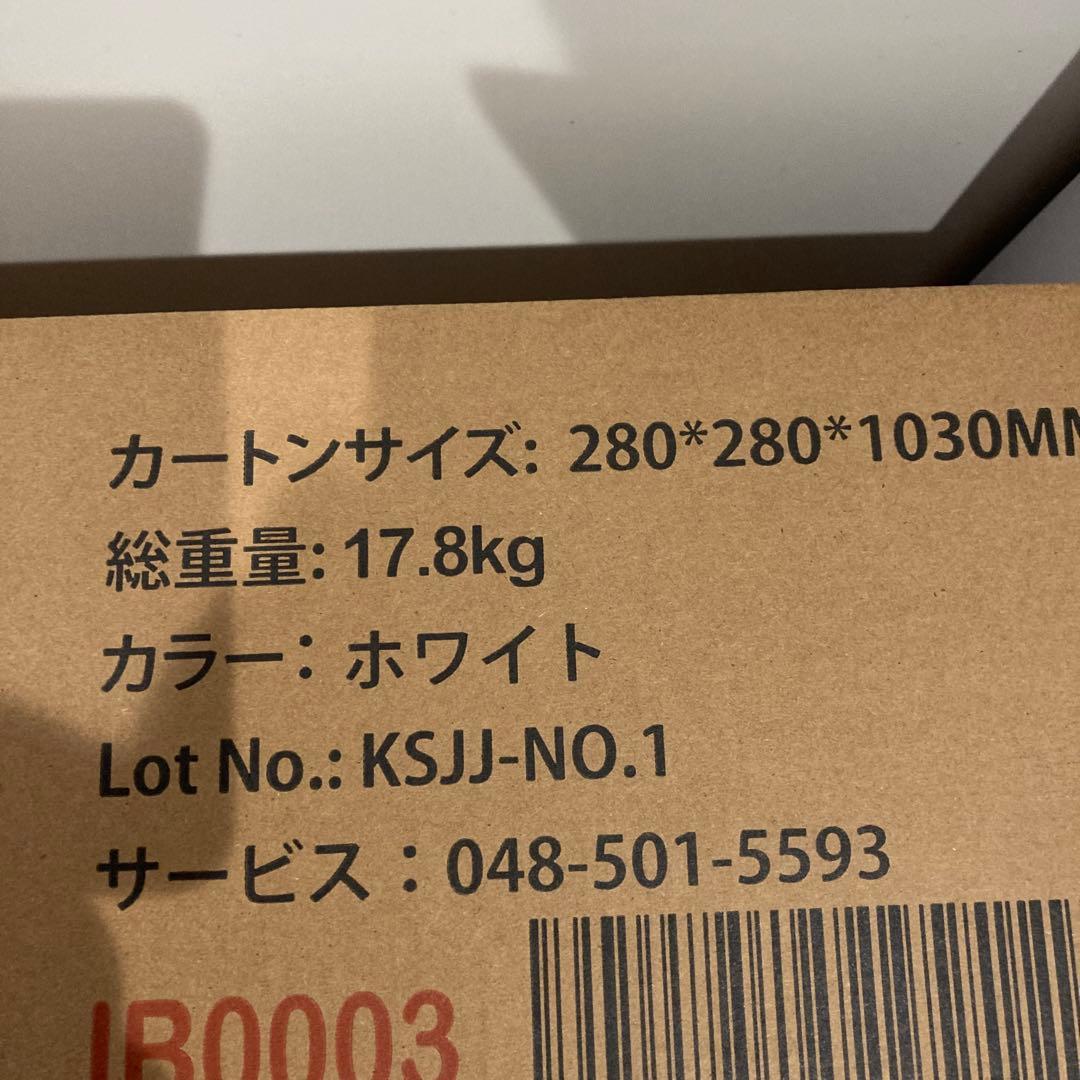 カートンサイズ: 280*280*1030MM
総重量: 17.8kg
カラー： ホワイト
Lot No.: KSJJ-NO.1
サービス：048-501-5593
IB0003